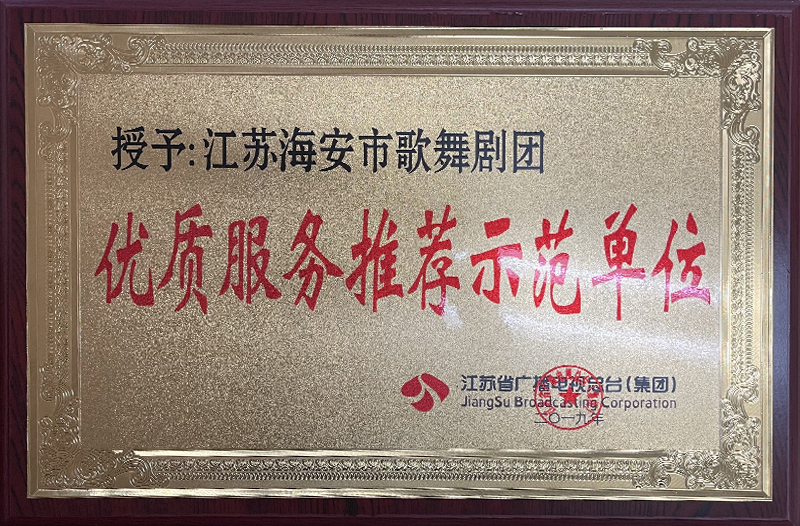 授予:江苏海安市歌舞剧团
优质服务推荐示范单位
江苏省广播电视总台(集团)
JiangSu Broadcasting Corporation
二〇一九年